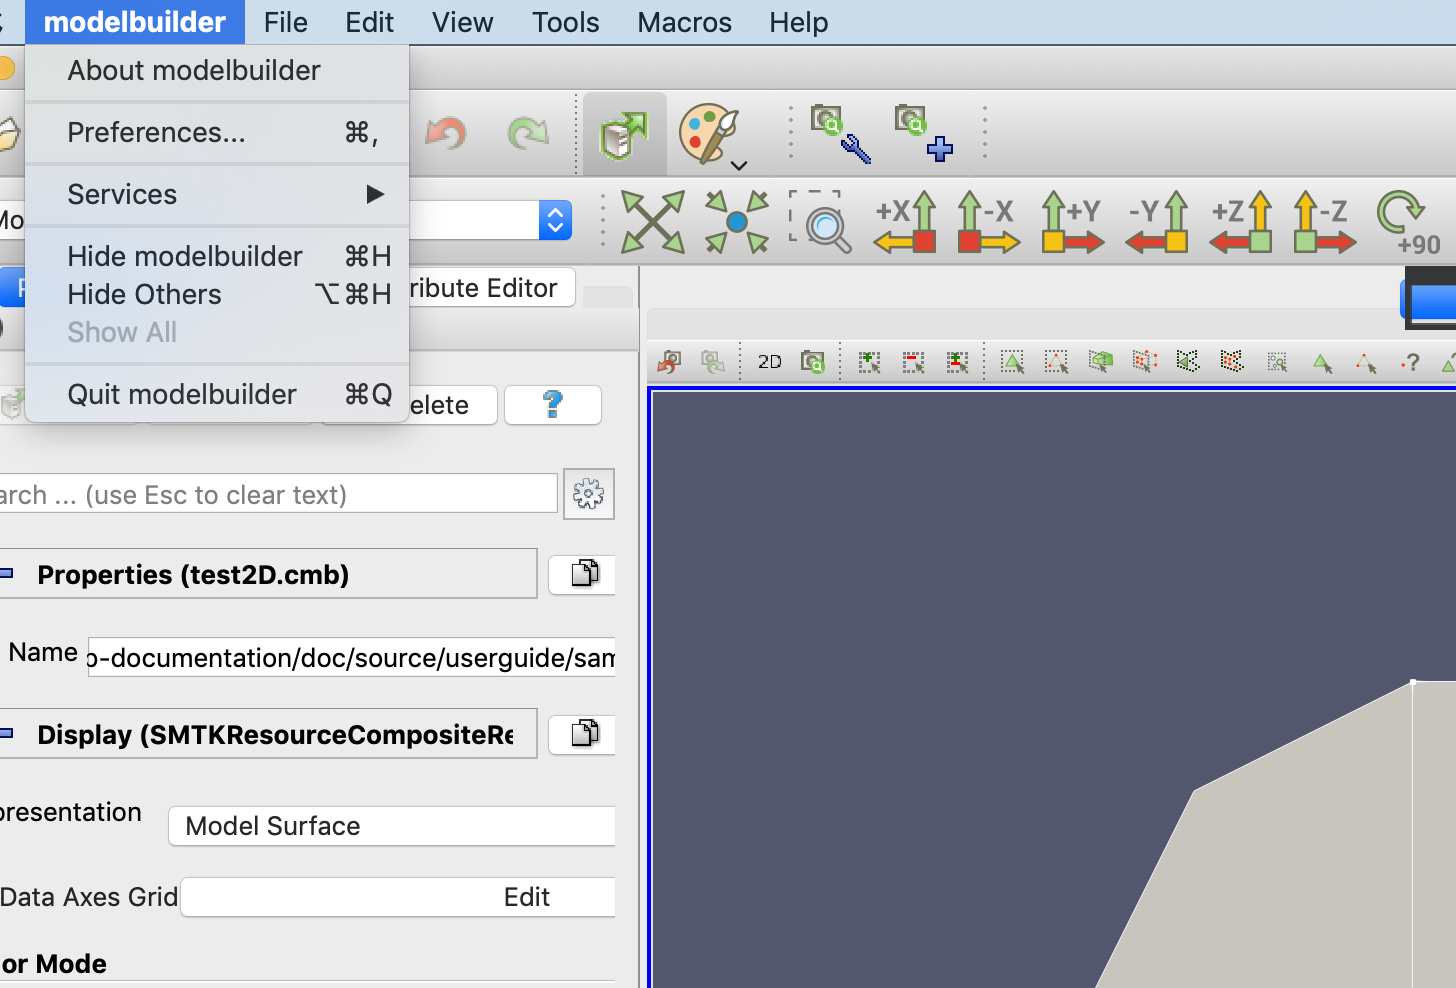 modelbuilder File Edit View Tools Macros Help
About modelbuilder
Preferences... ⌘,
Services ▶
Hide modelbuilder ⌘H
Hide Others ⌥⌘H
Show All
Quit modelbuilder ⌘Q
+X -X +Y -Y +Z -Z +90
Mo
ribute Editor
2D
?
elete ?
arch ... (use Esc to clear text)
Properties (test2D.cmb)
Name b-documentation/doc/source/userguide/sam
Display (SMTKResourceCompositeRe
presentation Model Surface
Data Axes Grid Edit
or Mode